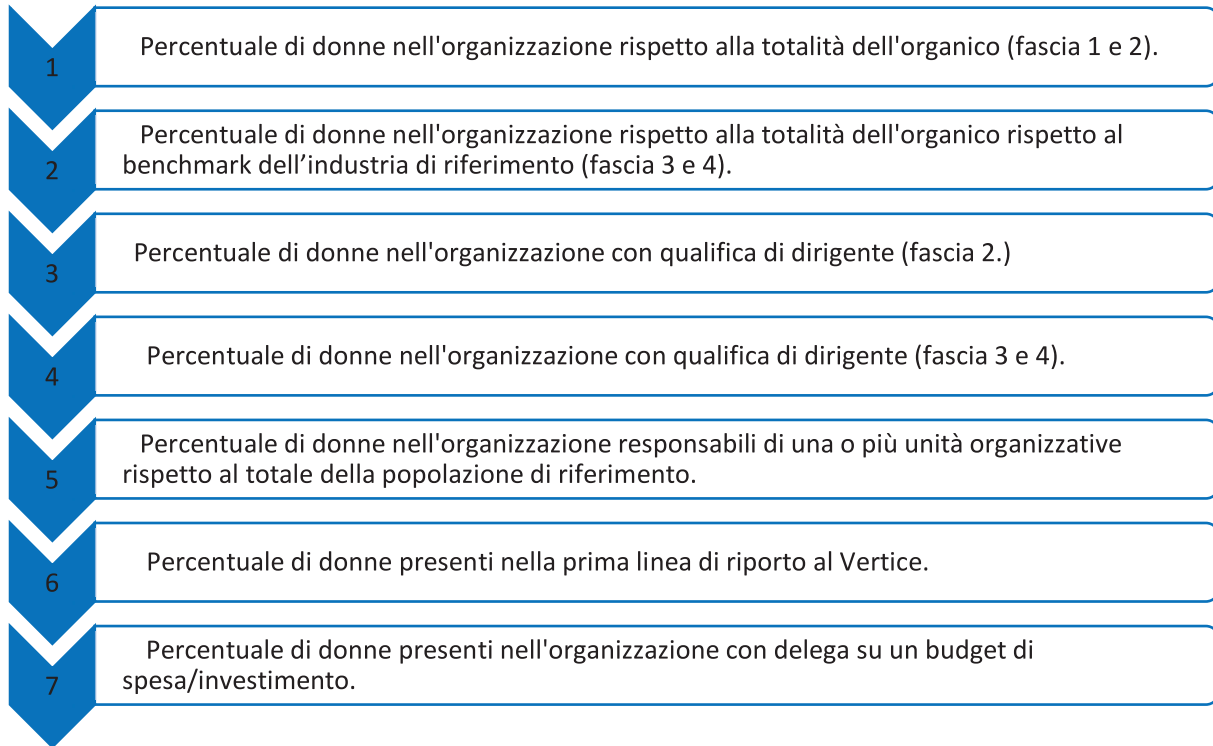 1
Percentuale di donne nell'organizzazione rispetto alla totalità dell'organico (fascia 1 e 2).
2
Percentuale di donne nell'organizzazione rispetto alla totalità dell'organico rispetto al
benchmark dell’industria di riferimento (fascia 3 e 4).
3
Percentuale di donne nell'organizzazione con qualifica di dirigente (fascia 2.)
4
Percentuale di donne nell'organizzazione con qualifica di dirigente (fascia 3 e 4).
5
Percentuale di donne nell'organizzazione responsabili di una o più unità organizzative
rispetto al totale della popolazione di riferimento.
6
Percentuale di donne presenti nella prima linea di riporto al Vertice.
7
Percentuale di donne presenti nell'organizzazione con delega su un budget di
spesa/investimento.